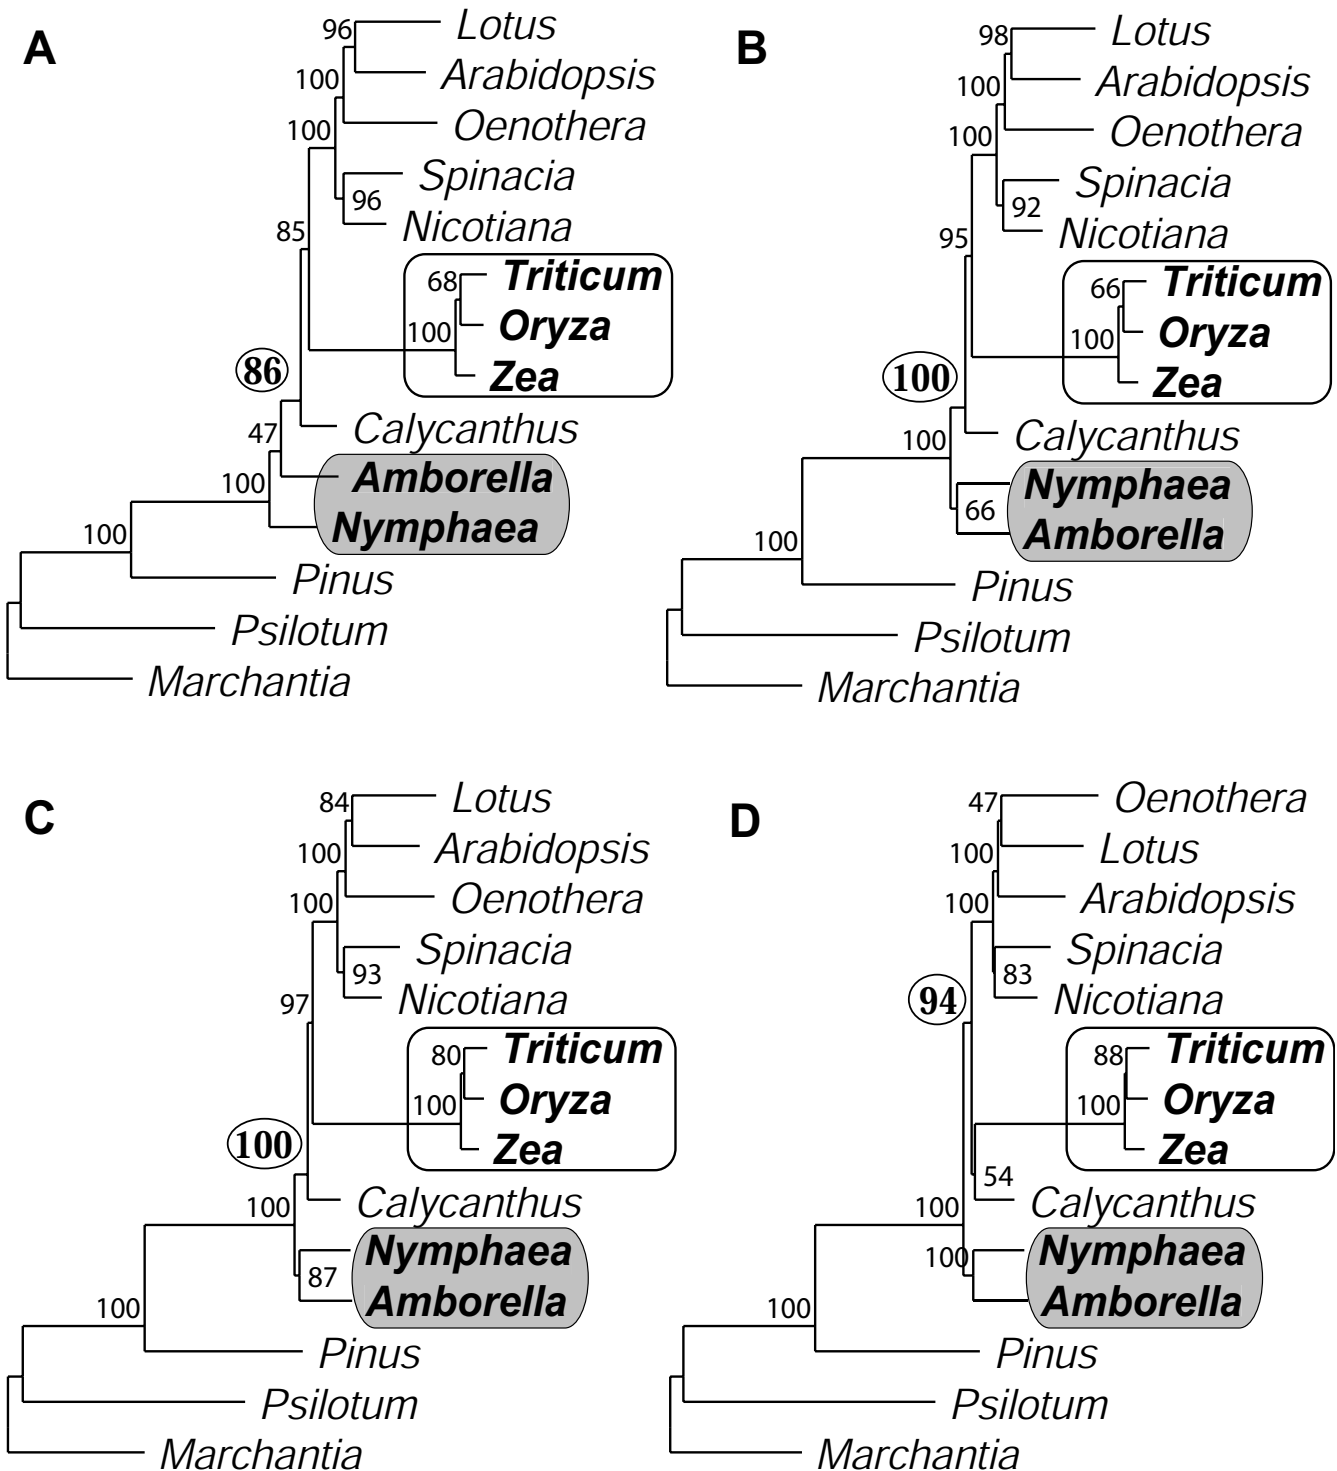 A
96
Lotus
Arabidopsis
100
Oenothera
100
Spinacia
96
Nicotiana
85
68
Triticum
Oryza
100
Zea
86
Calycanthus
47
Amborella
100
Nymphaea
100
Pinus
Psilotum
Marchantia
B
98
Lotus
Arabidopsis
100
Oenothera
100
Spinacia
92
Nicotiana
95
66
Triticum
Oryza
100
Zea
100
Calycanthus
100
Nymphaea
66
Amborella
100
Pinus
Psilotum
Marchantia
C
84
Lotus
Arabidopsis
100
Oenothera
100
Spinacia
93
Nicotiana
97
80
Triticum
Oryza
100
Zea
100
Calycanthus
100
Nymphaea
87
Amborella
100
Pinus
Psilotum
Marchantia
D
47
Oenothera
Lotus
100
Arabidopsis
100
Spinacia
83
Nicotiana
94
88
Triticum
Oryza
100
Zea
54
Calycanthus
100
Nymphaea
100
Amborella
100
Pinus
Psilotum
Marchantia